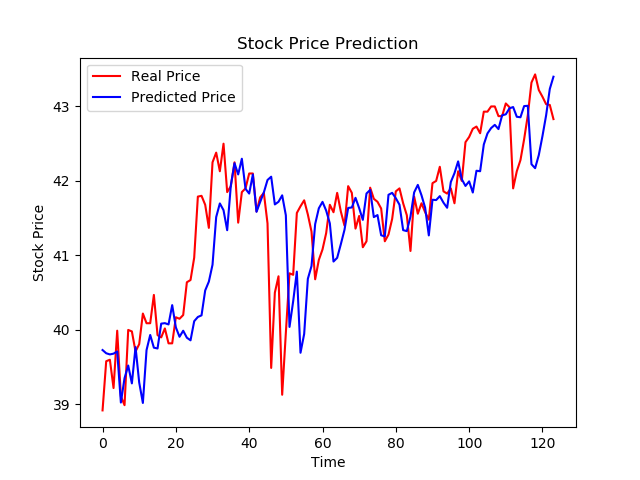 Stock Price Prediction
Real Price
Predicted Price
43
42
41
40
39
Stock Price
0 20 40 60 80 100 120
Time